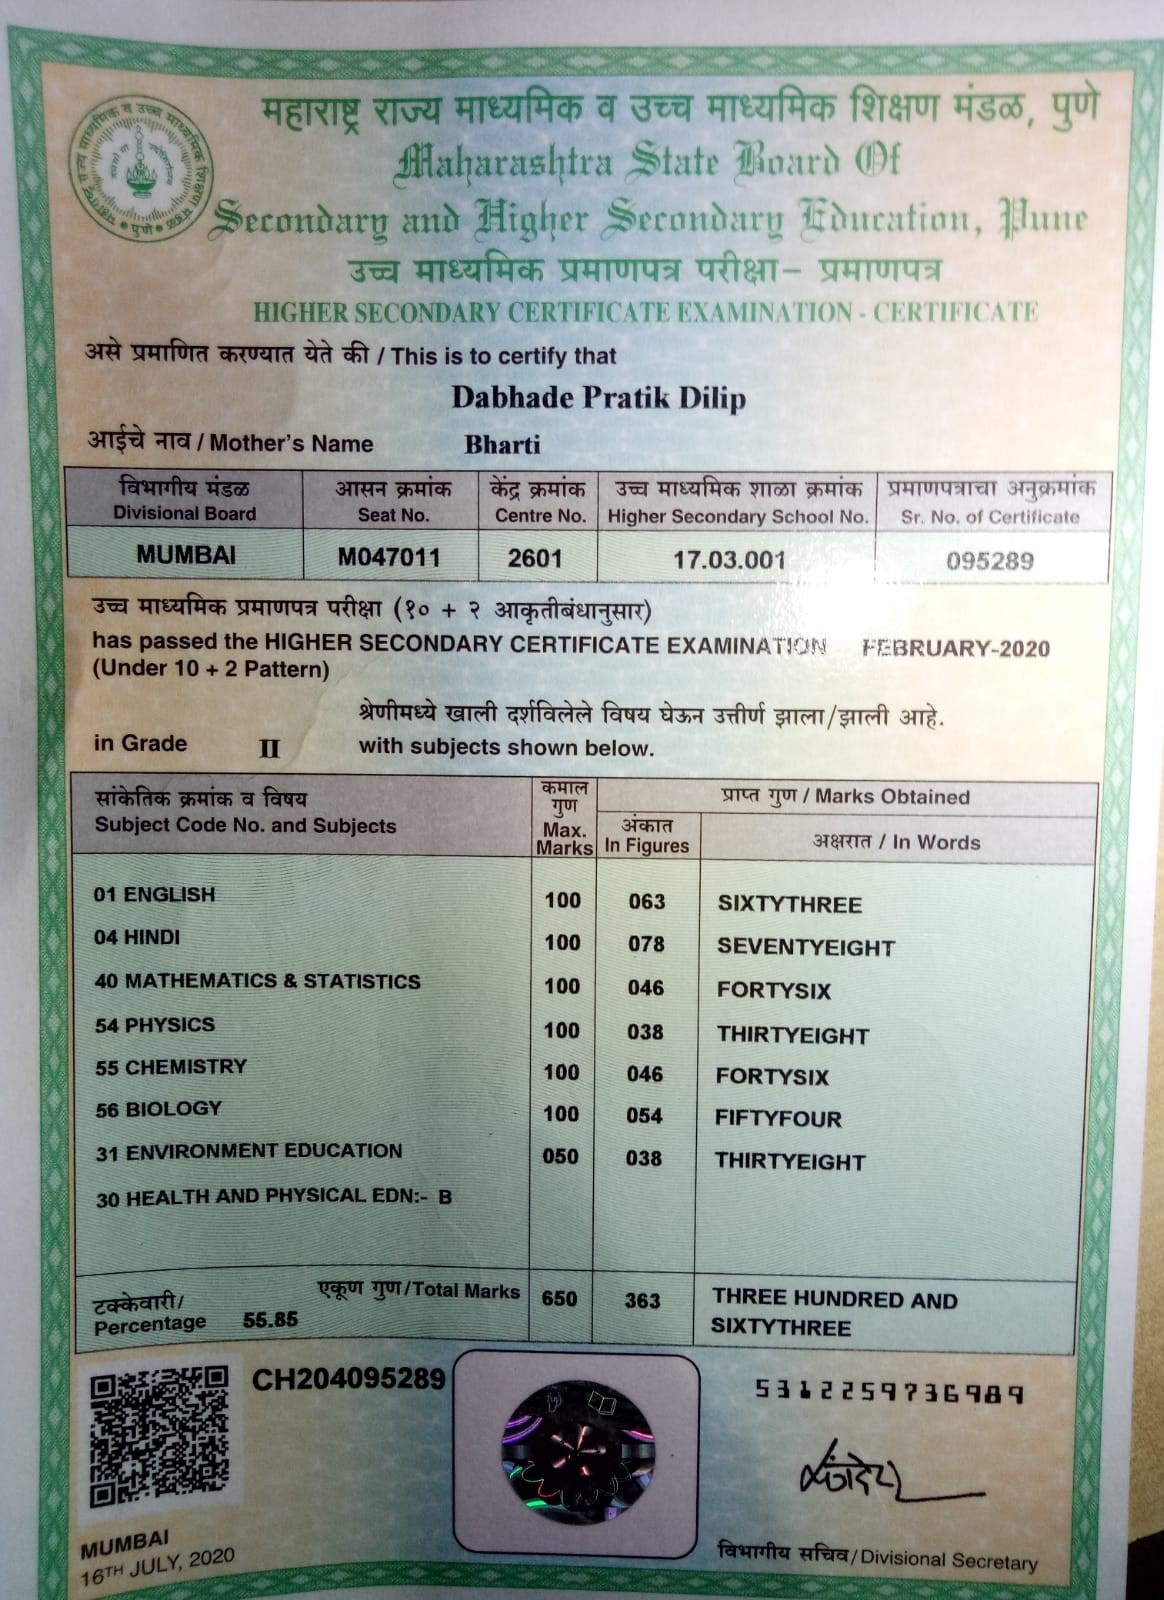 महाराष्ट्र राज्य माध्यमिक व उच्च माध्यमिक शिक्षण मंडळ, पुणे
Maharashtra State Board Of
Secondary and Higher Secondary Education, Pune
उच्च माध्यमिक प्रमाणपत्र परीक्षा– प्रमाणपत्र
HIGHER SECONDARY CERTIFICATE EXAMINATION - CERTIFICATE
असे प्रमाणित करण्यात येते की / This is to certify that
Dabhade Pratik Dilip
आईचे नाव / Mother's Name Bharti
विभागीय मंडळ आसन क्रमांक केंद्र क्रमांक उच्च माध्यमिक शाळा क्रमांक प्रमाणपत्राचा अनुक्रमांक
Divisional Board Seat No. Centre No. Higher Secondary School No. Sr. No. of Certificate
MUMBAI M047011 2601 17.03.001 095289
उच्च माध्यमिक प्रमाणपत्र परीक्षा (१० + २ आकृतीबंधानुसार)
has passed the HIGHER SECONDARY CERTIFICATE EXAMINATION FEBRUARY-2020
(Under 10 + 2 Pattern)
श्रेणीमध्ये खाली दर्शविलेले विषय घेऊन उत्तीर्ण झाला/झाली आहे.
in Grade II with subjects shown below.
सांकेतिक क्रमांक व विषय
Subject Code No. and Subjects
कमाल
गुण
Max.
Marks
प्राप्त गुण / Marks Obtained
अंकात
In Figures
अक्षरात / In Words
01 ENGLISH 100 063 SIXTYTHREE
04 HINDI 100 078 SEVENTYEIGHT
40 MATHEMATICS & STATISTICS 100 046 FORTYSIX
54 PHYSICS 100 038 THIRTYEIGHT
55 CHEMISTRY 100 046 FORTYSIX
56 BIOLOGY 100 054 FIFTYFOUR
31 ENVIRONMENT EDUCATION 050 038 THIRTYEIGHT
30 HEALTH AND PHYSICAL EDN:- B
टक्केवारी/
Percentage 55.85
एकूण गुण/Total Marks 650 363 THREE HUNDRED AND
SIXTYTHREE
CH204095289
5312259736989
MUMBAI
16TH JULY, 2020
विभागीय सचिव/Divisional Secretary